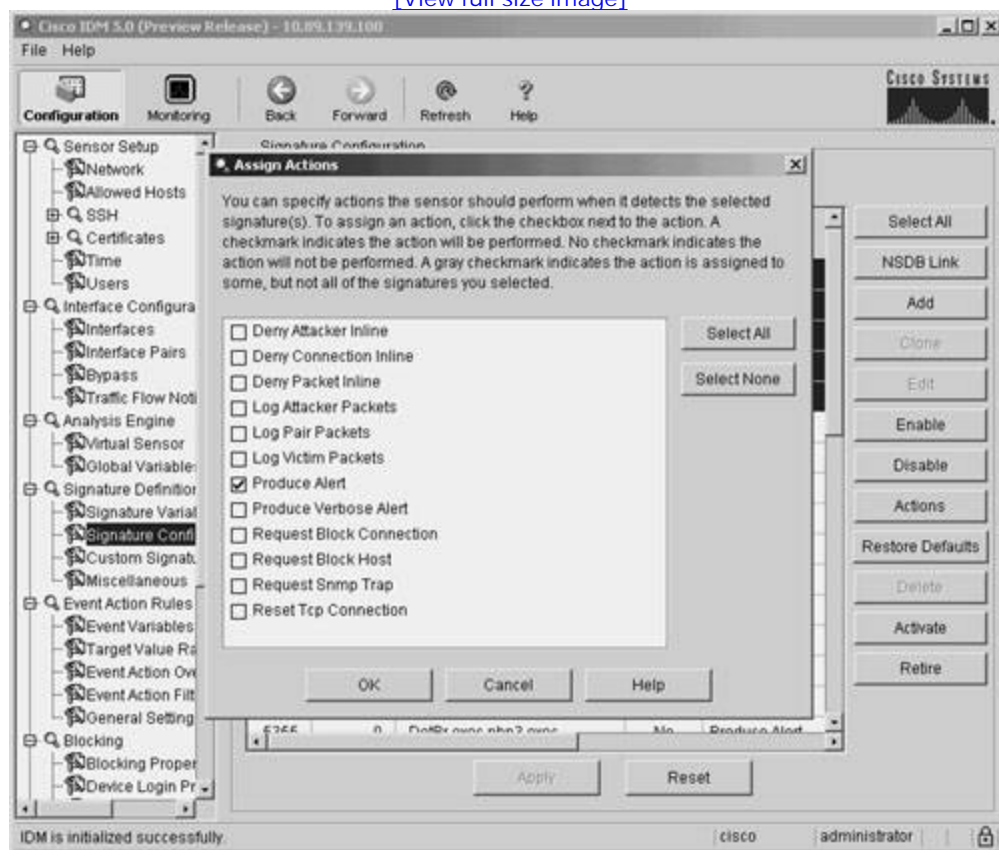 [View full size image]
Cisco IDM 5.0 (Preview Release) - 10.89.139.100
File Help
Configuration Monitoring Back Forward Refresh Help
CISCO SYSTEMS
Sensor Setup
Network
Allowed Hosts
SSH
Certificates
Time
Users
Interface Configura
Interfaces
Interface Pairs
Bypass
Traffic Flow Noti
Analysis Engine
Virtual Sensor
Global Variable
Signature Definition
Signature Varial
Signature Confi
Custom Signatu
Miscellaneous
Event Action Rules
Event Variables
Target Value Ra
Event Action Ove
Event Action Filt
General Setting
Blocking
Blocking Proper
Device Login Pr
Signature Configuration
Assign Actions
You can specify actions the sensor should perform when it detects the selected
signature(s). To assign an action, click the checkbox next to the action. A
checkmark indicates the action will be performed. No checkmark indicates the
action will not be performed. A gray checkmark indicates the action is assigned to
some, but not all of the signatures you selected.
Deny Attacker Inline
Deny Connection Inline
Deny Packet Inline
Log Attacker Packets
Log Pair Packets
Log Victim Packets
Produce Alert
Produce Verbose Alert
Request Block Connection
Request Block Host
Request Snmp Trap
Reset Tcp Connection
Select All
Select None
OK Cancel Help
0 No Produce Alert
Select All
NSDB Link
Add
Clone
Edit
Enable
Disable
Actions
Restore Defaults
Delete
Activate
Retire
Apply Reset
IDM is initialized successfully. cisco administrator